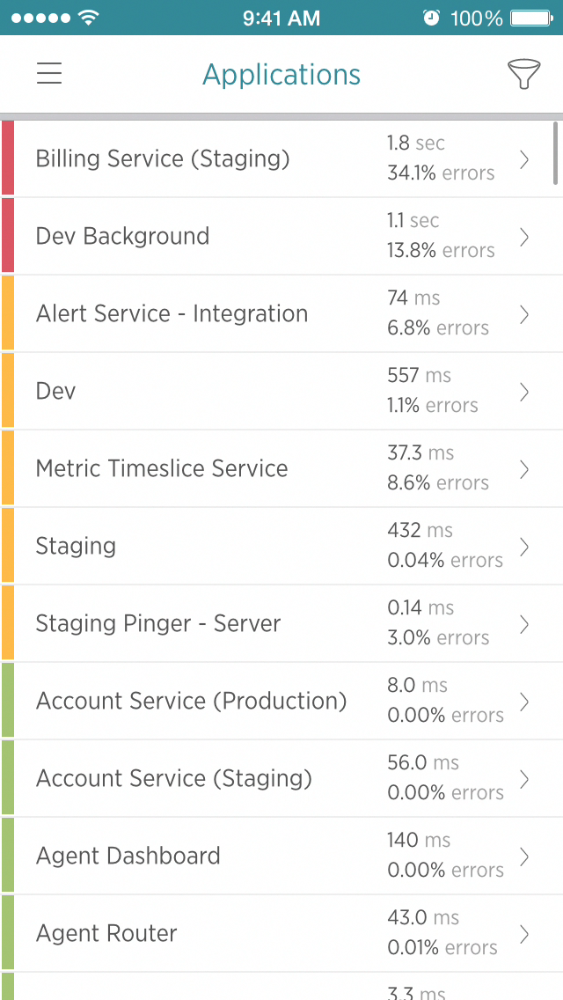 9:41 AM 100%
Applications
Billing Service (Staging)
1.8 sec
34.1% errors
Dev Background
1.1 sec
13.8% errors
Alert Service - Integration
74 ms
6.8% errors
Dev
557 ms
1.1% errors
Metric Timeslice Service
37.3 ms
8.6% errors
Staging
432 ms
0.04% errors
Staging Pinger - Server
0.14 ms
3.0% errors
Account Service (Production)
8.0 ms
0.00% errors
Account Service (Staging)
56.0 ms
0.00% errors
Agent Dashboard
140 ms
0.00% errors
Agent Router
43.0 ms
0.01% errors
3.3 ms